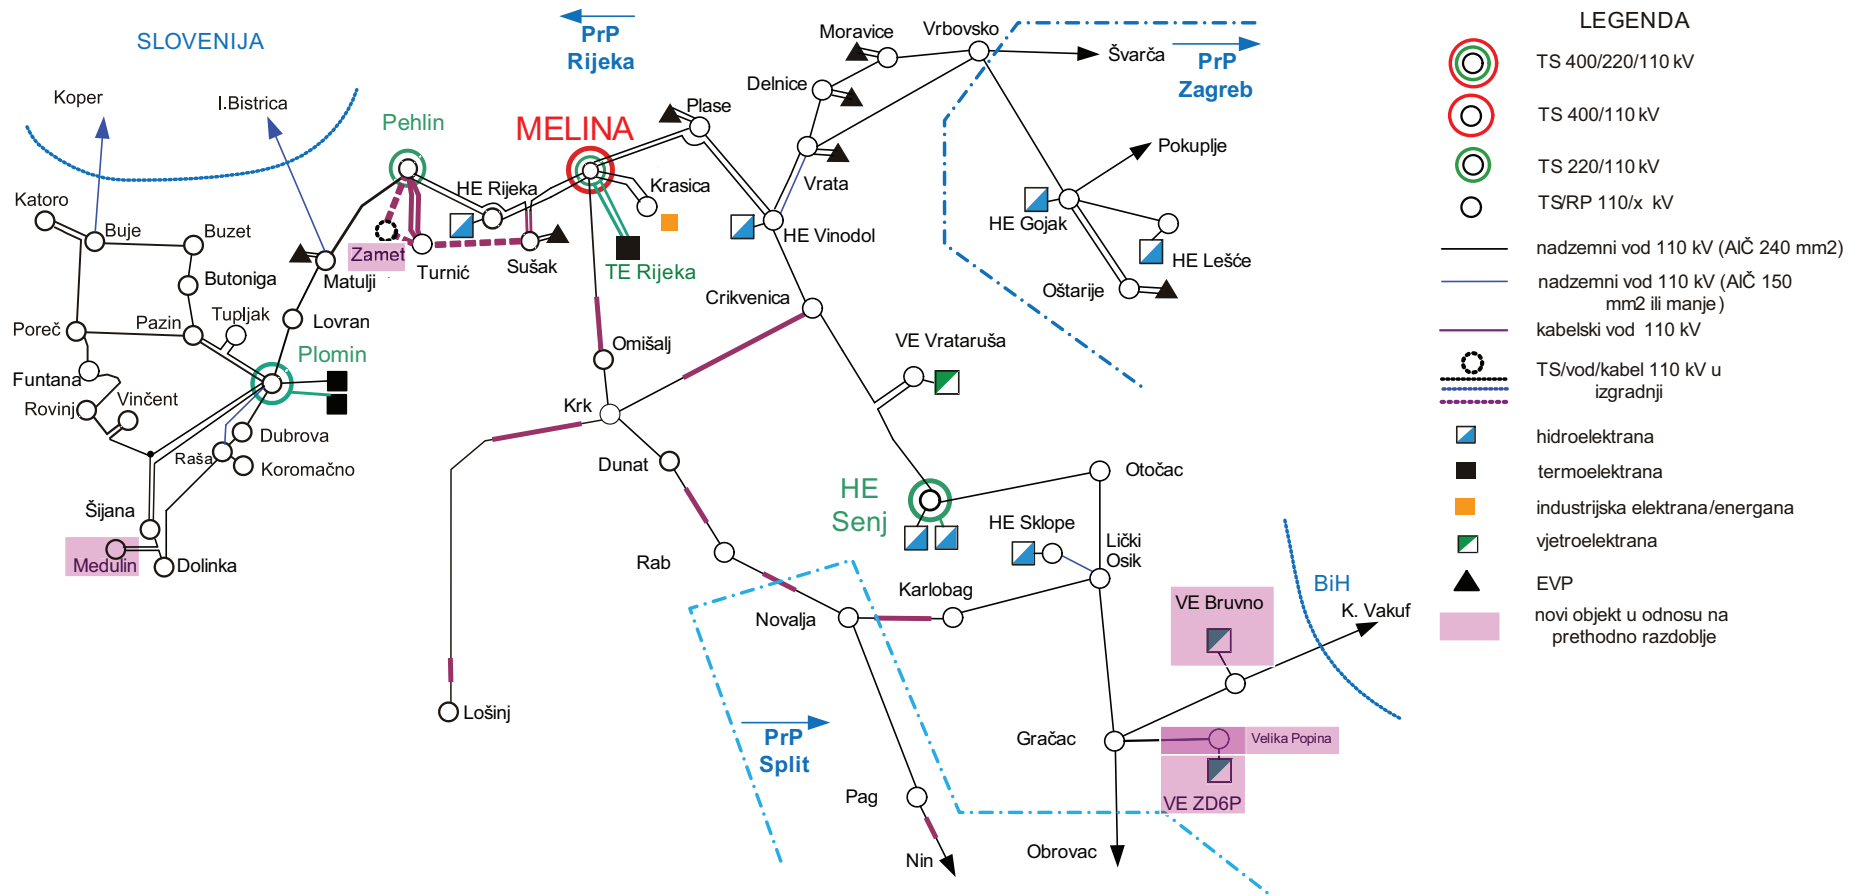 SLOVENIJA
Koper
I.Bistrica
Katoro
Buje
Buzet
Butoniga
Tupljak
Pazin
Poreč
Funtana
Rovinj
Vinčent
Raša
Šijana
Medulin
Dolinka
Dubrova
Koromačno
Plomin
Lovran
Matulji
Pehlin
Zamet
Turnić
HE Rijeka
Sušak
MELINA
PrP
Rijeka
Krasica
TE Rijeka
Plase
Omišalj
Krk
Dunat
Rab
Lošinj
Moravice
Vrbovsko
Švarča
Delnice
Vrata
HE Vinodol
Crikvenica
PrP
Zagreb
Pokuplje
HE Gojak
HE Lešće
Oštarije
VE Vrataruša
HE
Senj
Otočac
HE Sklope
Lički
Osik
Karlobag
Novalja
PrP
Split
Pag
Nin
Gračac
Obrovac
VE Bruvno
BiH
K. Vakuf
Velika Popina
VE ZD6P
LEGENDA
TS 400/220/110 kV
TS 400/110 kV
TS 220/110 kV
TS/RP 110/x kV
nadzemni vod 110 kV (AlČ 240 mm2)
nadzemni vod 110 kV (AlČ 150
mm2 ili manje)
kabelski vod 110 kV
TS/vod/kabel 110 kV u
izgradnji
hidroelektrana
termoelektrana
industrijska elektrana/energana
vjetroelektrana
EVP
novi objekt u odnosu na
prethodno razdoblje